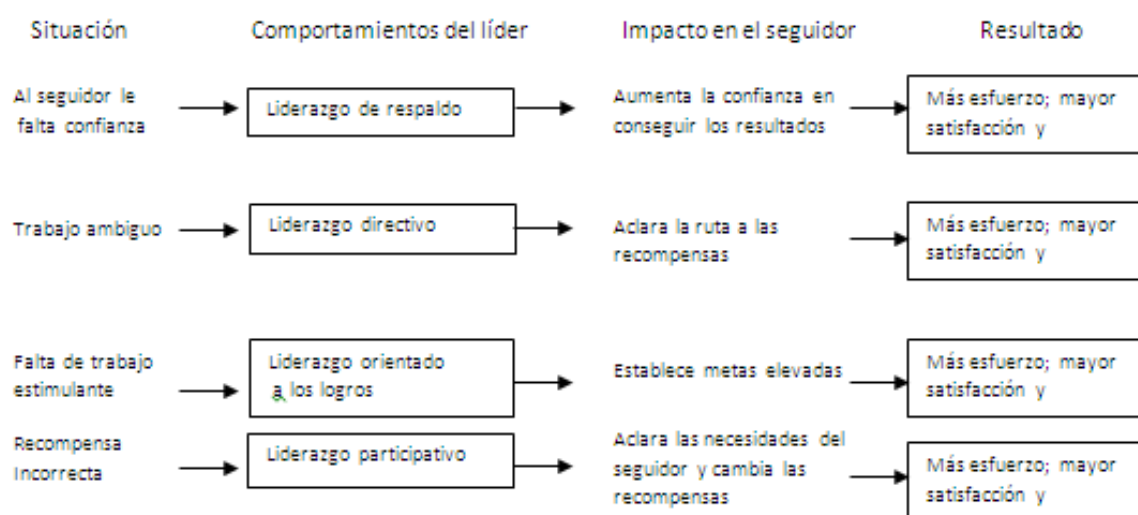 Situación
Comportamientos del líder
Impacto en el seguidor
Resultado
Al seguidor le
falta confianza
Liderazgo de respaldo
Aumenta la confianza en
conseguir los resultados
Más esfuerzo; mayor
satisfacción y
Trabajo ambiguo
Liderazgo directivo
Aclara la ruta a las
recompensas
Más esfuerzo; mayor
satisfacción y
Falta de trabajo
estimulante
Liderazgo orientado
a los logros
Establece metas elevadas
Más esfuerzo; mayor
satisfacción y
Recompensa
Incorrecta
Liderazgo participativo
Aclara las necesidades del
seguidor y cambia las
recompensas
Más esfuerzo; mayor
satisfacción y